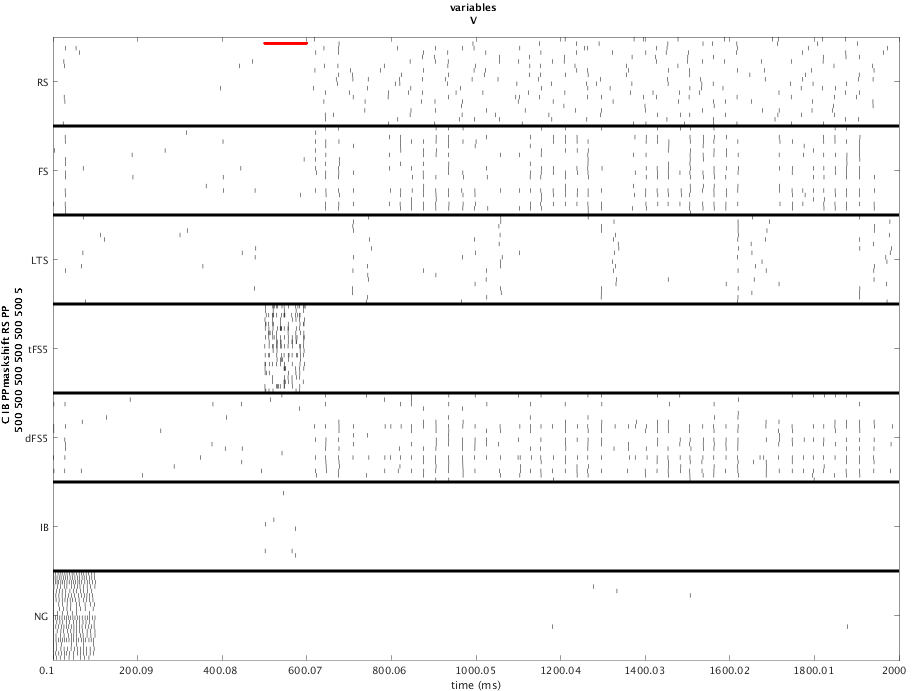 variables
V
RS
FS
LTS
tFS5
dFS5
IB
NG
C IB PPmaskshift RS PP
500 500 500 500 500 500 5
0.1 200.09 400.08 600.07 800.06 1000.05 1200.04 1400.03 1600.02 1800.01 2000
time (ms)